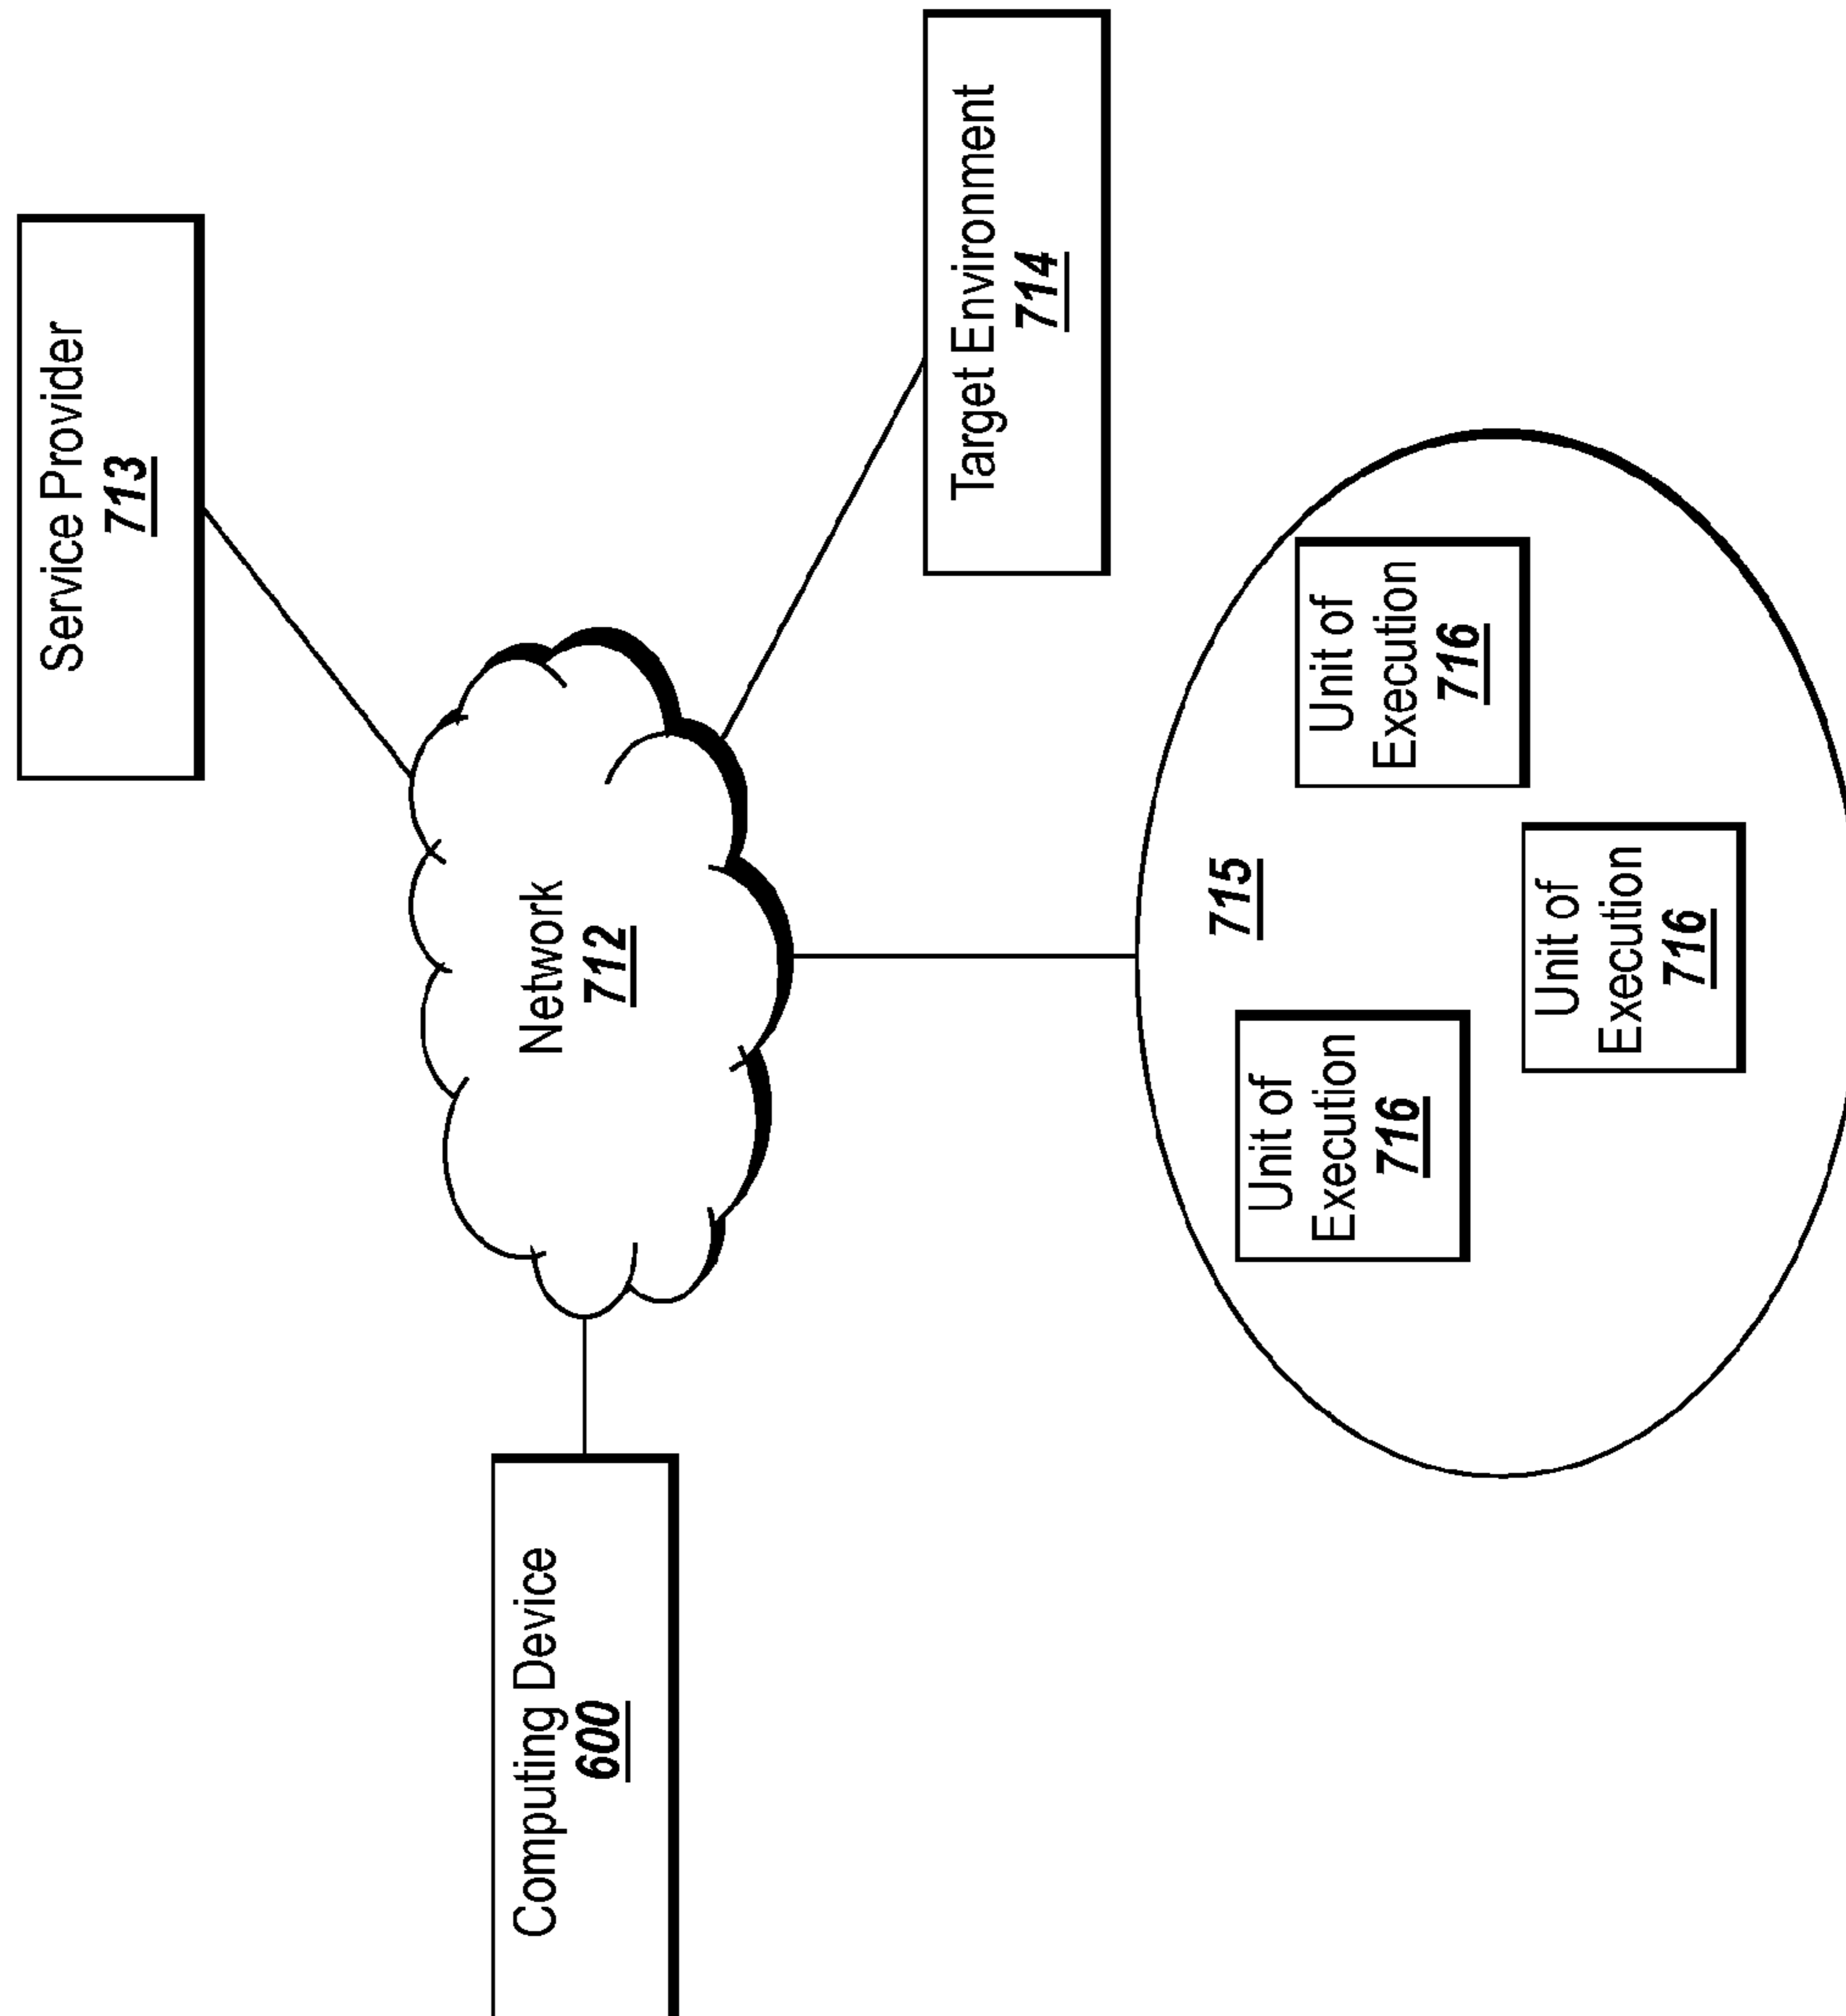 Service Provider
713
Target Environment
714
Network
712
Computing Device
600
715
Unit of
Execution
716
Unit of
Execution
716
Unit of
Execution
716